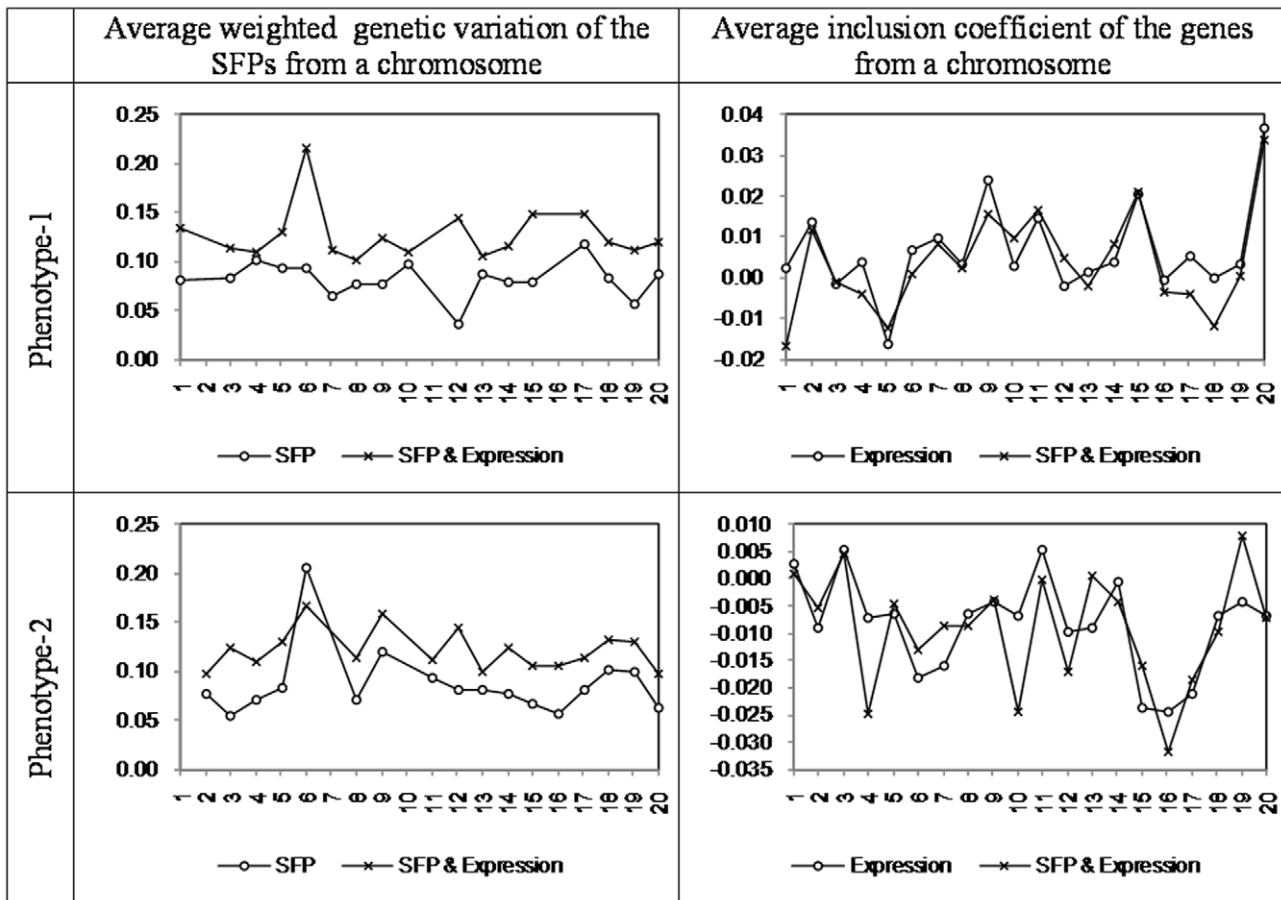 Average weighted genetic variation of the
SFPs from a chromosome
Average inclusion coefficient of the genes
from a chromosome
Phenotype-1
0.25
0.20
0.15
0.10
0.05
0.00
1 2 3 4 5 6 7 8 9 10 11 12 13 14 15 16 17 18 19 20
SFP SFP & Expression
0.04
0.03
0.02
0.01
0.00
-0.01
-0.02
1 2 3 4 5 6 7 8 9 10 11 12 13 14 15 16 17 18 19 20
Expression SFP & Expression
Phenotype-2
0.25
0.20
0.15
0.10
0.05
0.00
1 2 3 4 5 6 7 8 9 10 11 12 13 14 15 16 17 18 19 20
SFP SFP & Expression
0.010
0.005
0.000
-0.005
-0.010
-0.015
-0.020
-0.025
-0.030
-0.035
1 2 3 4 5 6 7 8 9 10 11 12 13 14 15 16 17 18 19 20
Expression SFP & Expression